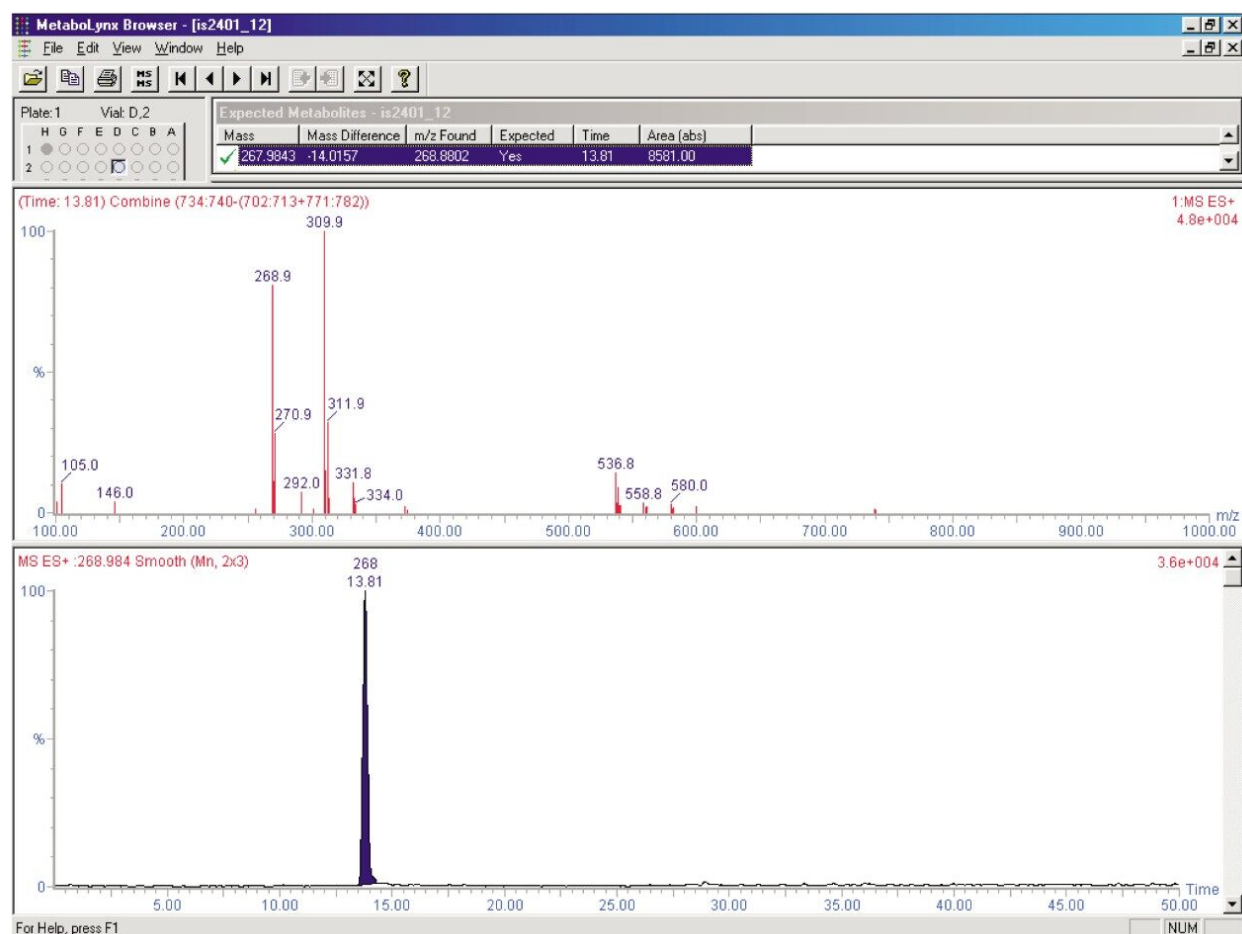 MetaboLynx Browser - [is2401_12]
File Edit View Window Help
MS
MS
Plate: 1 Vial: D,2
H G F E D C B A
1
2
Expected Metabolites - is2401_12
Mass Mass Difference m/z Found Expected Time Area (abs)
267.9843 -14.0157 268.8802 Yes 13.81 8581.00
(Time: 13.81) Combine (734:740-(702:713+771:782)) 1:MS ES+
4.8e+004
309.9
100
268.9
%
311.9
270.9
105.0
146.0
292.0
331.8
334.0
536.8
558.8
580.0
0
m/z
100.00 200.00 300.00 400.00 500.00 600.00 700.00 800.00 900.00 1000.00
MS ES+ :268.984 Smooth (Mn, 2x3) 268 3.6e+004
13.81
100
%
0
Time
5.00 10.00 15.00 20.00 25.00 30.00 35.00 40.00 45.00 50.00
For Help, press F1 NUM